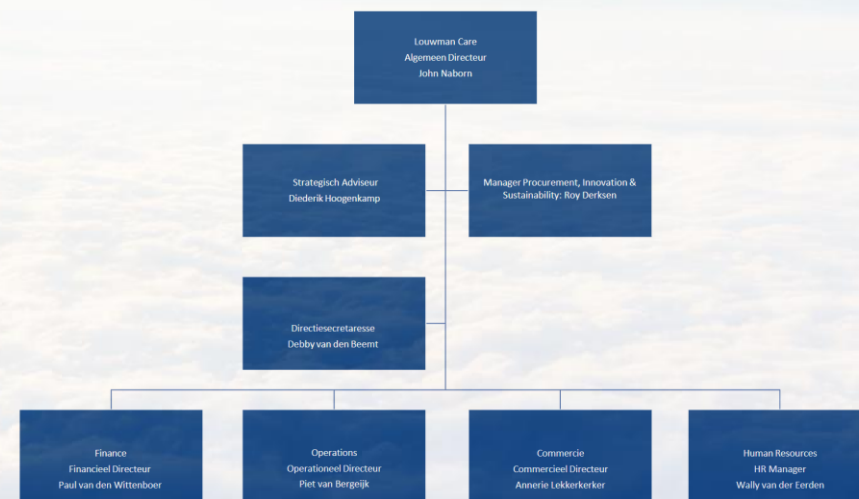 Louwman Care
Algemeen Directeur
John Naborn
Strategisch Adviseur
Diederik Hoogenkamp
Manager Procurement, Innovation &
Sustainability: Roy Derksen
Directiesecretaresse
Debby van den Beemt
Finance
Financieel Directeur
Paul van den Wittenboer
Operations
Operationeel Directeur
Piet van Bergeijk
Commercie
Commercieel Directeur
Annerie Lekkerkerker
Human Resources
HR Manager
Wally van der Eerden